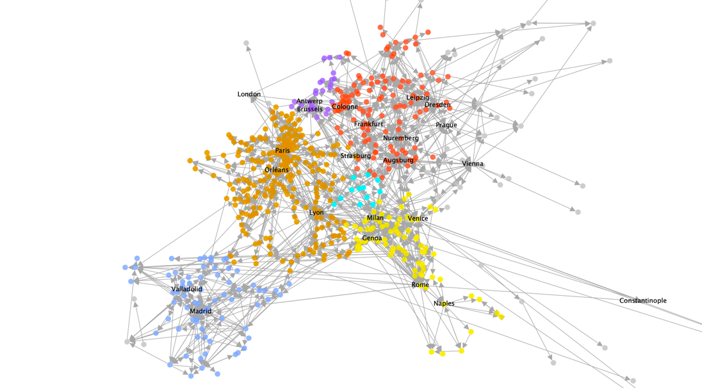 London
Antwerp
Brussels
Cologne
Leipzig
Dresden
Frankfurt
Prague
Nuremberg
Paris
Strasburg
Augsburg
Vienna
Orléans
Lyon
Milan
Venice
Genoa
Rome
Valladolid
Constantinople
Naples
Madrid